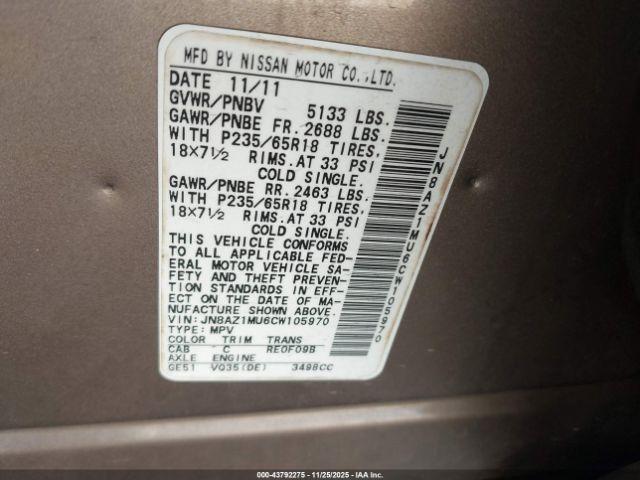 MFD BY NISSAN MOTOR CO.,LTD.
DATE 11/11
GVWR/PNBV 5133 LBS.
GAWR/PNBE FR. 2688 LBS.
WITH P235/65R18 TIRES,
18×7½ RIMS.AT 33 PSI
COLD SINGLE.
GAWR/PNBE RR. 2463 LBS.
WITH P235/65R18 TIRES,
18×7½ RIMS.AT 33 PSI
COLD SINGLE.
THIS VEHICLE CONFORMS
TO ALL APPLICABLE FED-
ERAL MOTOR VEHICLE SA-
FETY AND THEFT PREVEN-
TION STANDARDS IN EFF-
ECT ON THE DATE OF MA-
NUFACTURE SHOWN ABOVE.
VIN: JN8AZ1MU6CW105970
TYPE: MPV
COLOR TRIM TRANS
CAB C RE0F09B
AXLE ENGINE
GE51 VQ35(DE) 3498CC
JN8AZ1MU6CW105970
000-43792275 - 11/25/2025 - IAA Inc.